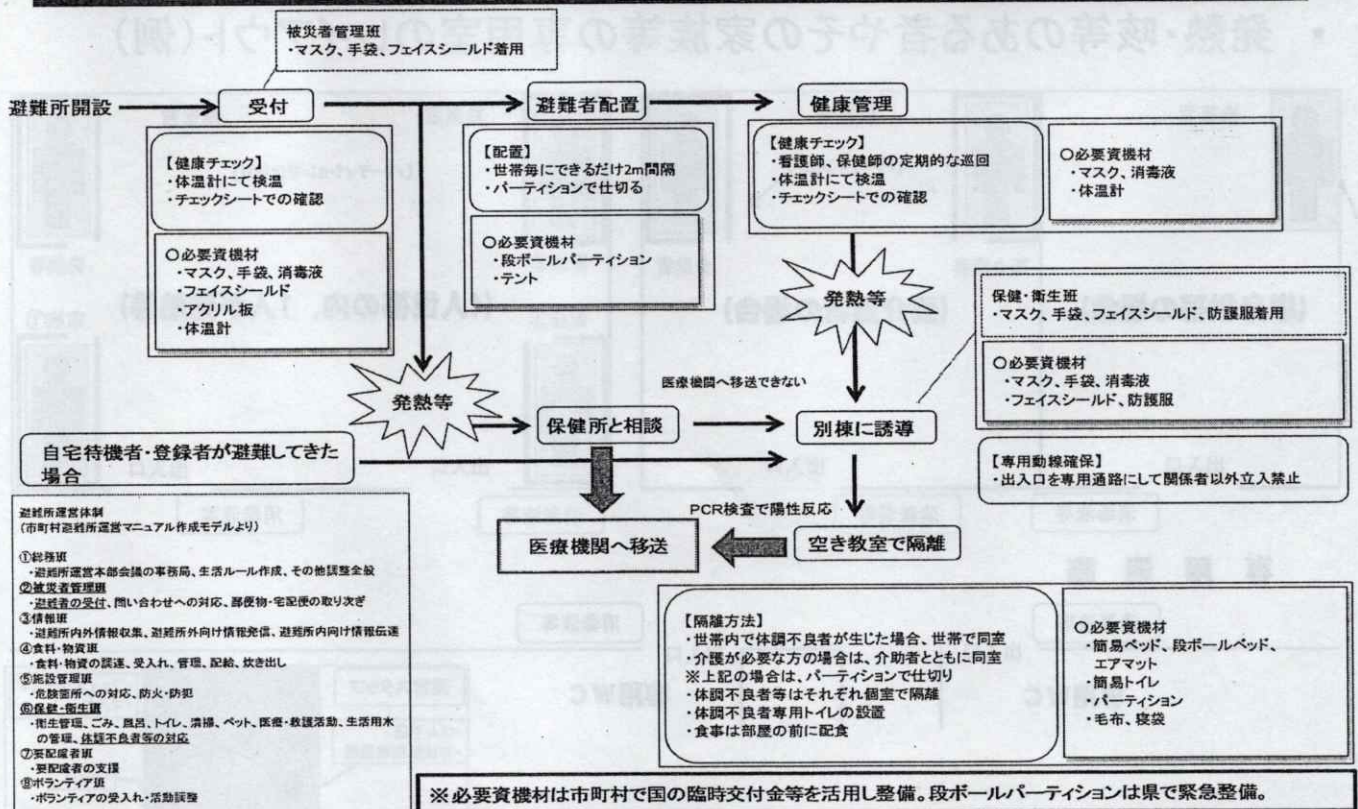 被災者管理班
・マスク、手袋、フェイスシールド着用
避難所開設
受付
避難者配置
健康管理
【健康チェック】
・体温計にて検温
・チェックシートでの確認
○必要資機材
・マスク、手袋、消毒液
・フェイスシールド
・アクリル板
・体温計
【配置】
・世帯毎にできるだけ2m間隔
・パーティションで仕切る
○必要資機材
・段ボールパーティション
・テント
【健康チェック】
・看護師、保健師の定期的な巡回
・体温計にて検温
・チェックシートでの確認
○必要資機材
・マスク、消毒液
・体温計
発熱等
発熱等
保健・衛生班
・マスク、手袋、フェイスシールド、防護服着用
○必要資機材
・マスク、手袋、消毒液
・フェイスシールド、防護服
医療機関へ移送できない
保健所と相談
別棟に誘導
自宅待機者・登録者が避難してきた
場合
【専用動線確保】
・出入口を専用通路にして関係者以外立入禁止
PCR検査で陽性反応
医療機関へ移送
空き教室で隔離
避難所運営体制
(市町村避難所運営マニュアル作成モデルより)
①総務班
・避難所運営本部会議の事務局、生活ルール作成、その他調整全般
②被災者管理班
・避難者の受付、問い合わせへの対応、郵便物・宅配便の取り次ぎ
③情報班
・避難所内外情報収集、避難所外向け情報発信、避難所内向け情報伝達
④食料・物資班
・食料・物資の調達、受入れ、管理、配給、炊き出し
⑤施設管理班
・危険箇所への対応、防火・防犯
⑥保健・衛生班
・衛生管理、ごみ、風呂、トイレ、清掃、ペット、医療・救護活動、生活用水
の管理、体調不良者等の対応
⑦要配慮者班
・要配慮者の支援
⑧ボランティア班
・ボランティアの受入れ・活動調整
【隔離方法】
・世帯内で体調不良者が生じた場合、世帯で同室
・介護が必要な方の場合は、介助者とともに同室
※上記の場合は、パーティションで仕切り
・体調不良者等はそれぞれ個室で隔離
・体調不良者専用トイレの設置
・食事は部屋の前に配食
○必要資機材
・簡易ベッド、段ボールベッド、
エアマット
・簡易トイレ
・パーティション
・毛布、寝袋
※必要資機材は市町村で国の臨時交付金等を活用し整備。段ボールパーティションは県で緊急整備。